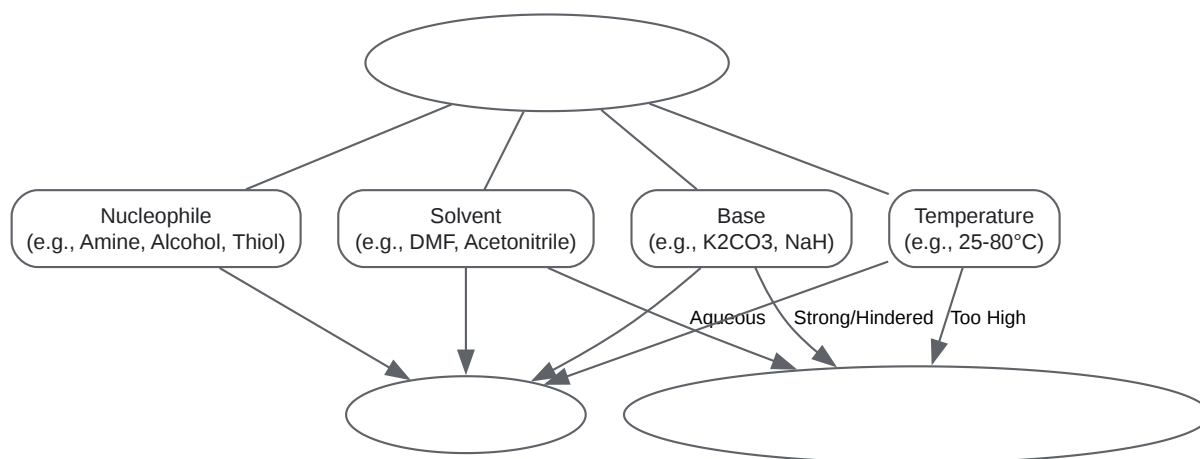 Nucleophile
(e.g., Amine, Alcohol, Thiol)
Solvent
(e.g., DMF, Acetonitrile)
Base
(e.g., K2CO3, NaH)
Temperature
(e.g., 25-80°C)
Aqueous
Strong/Hindered
Too High